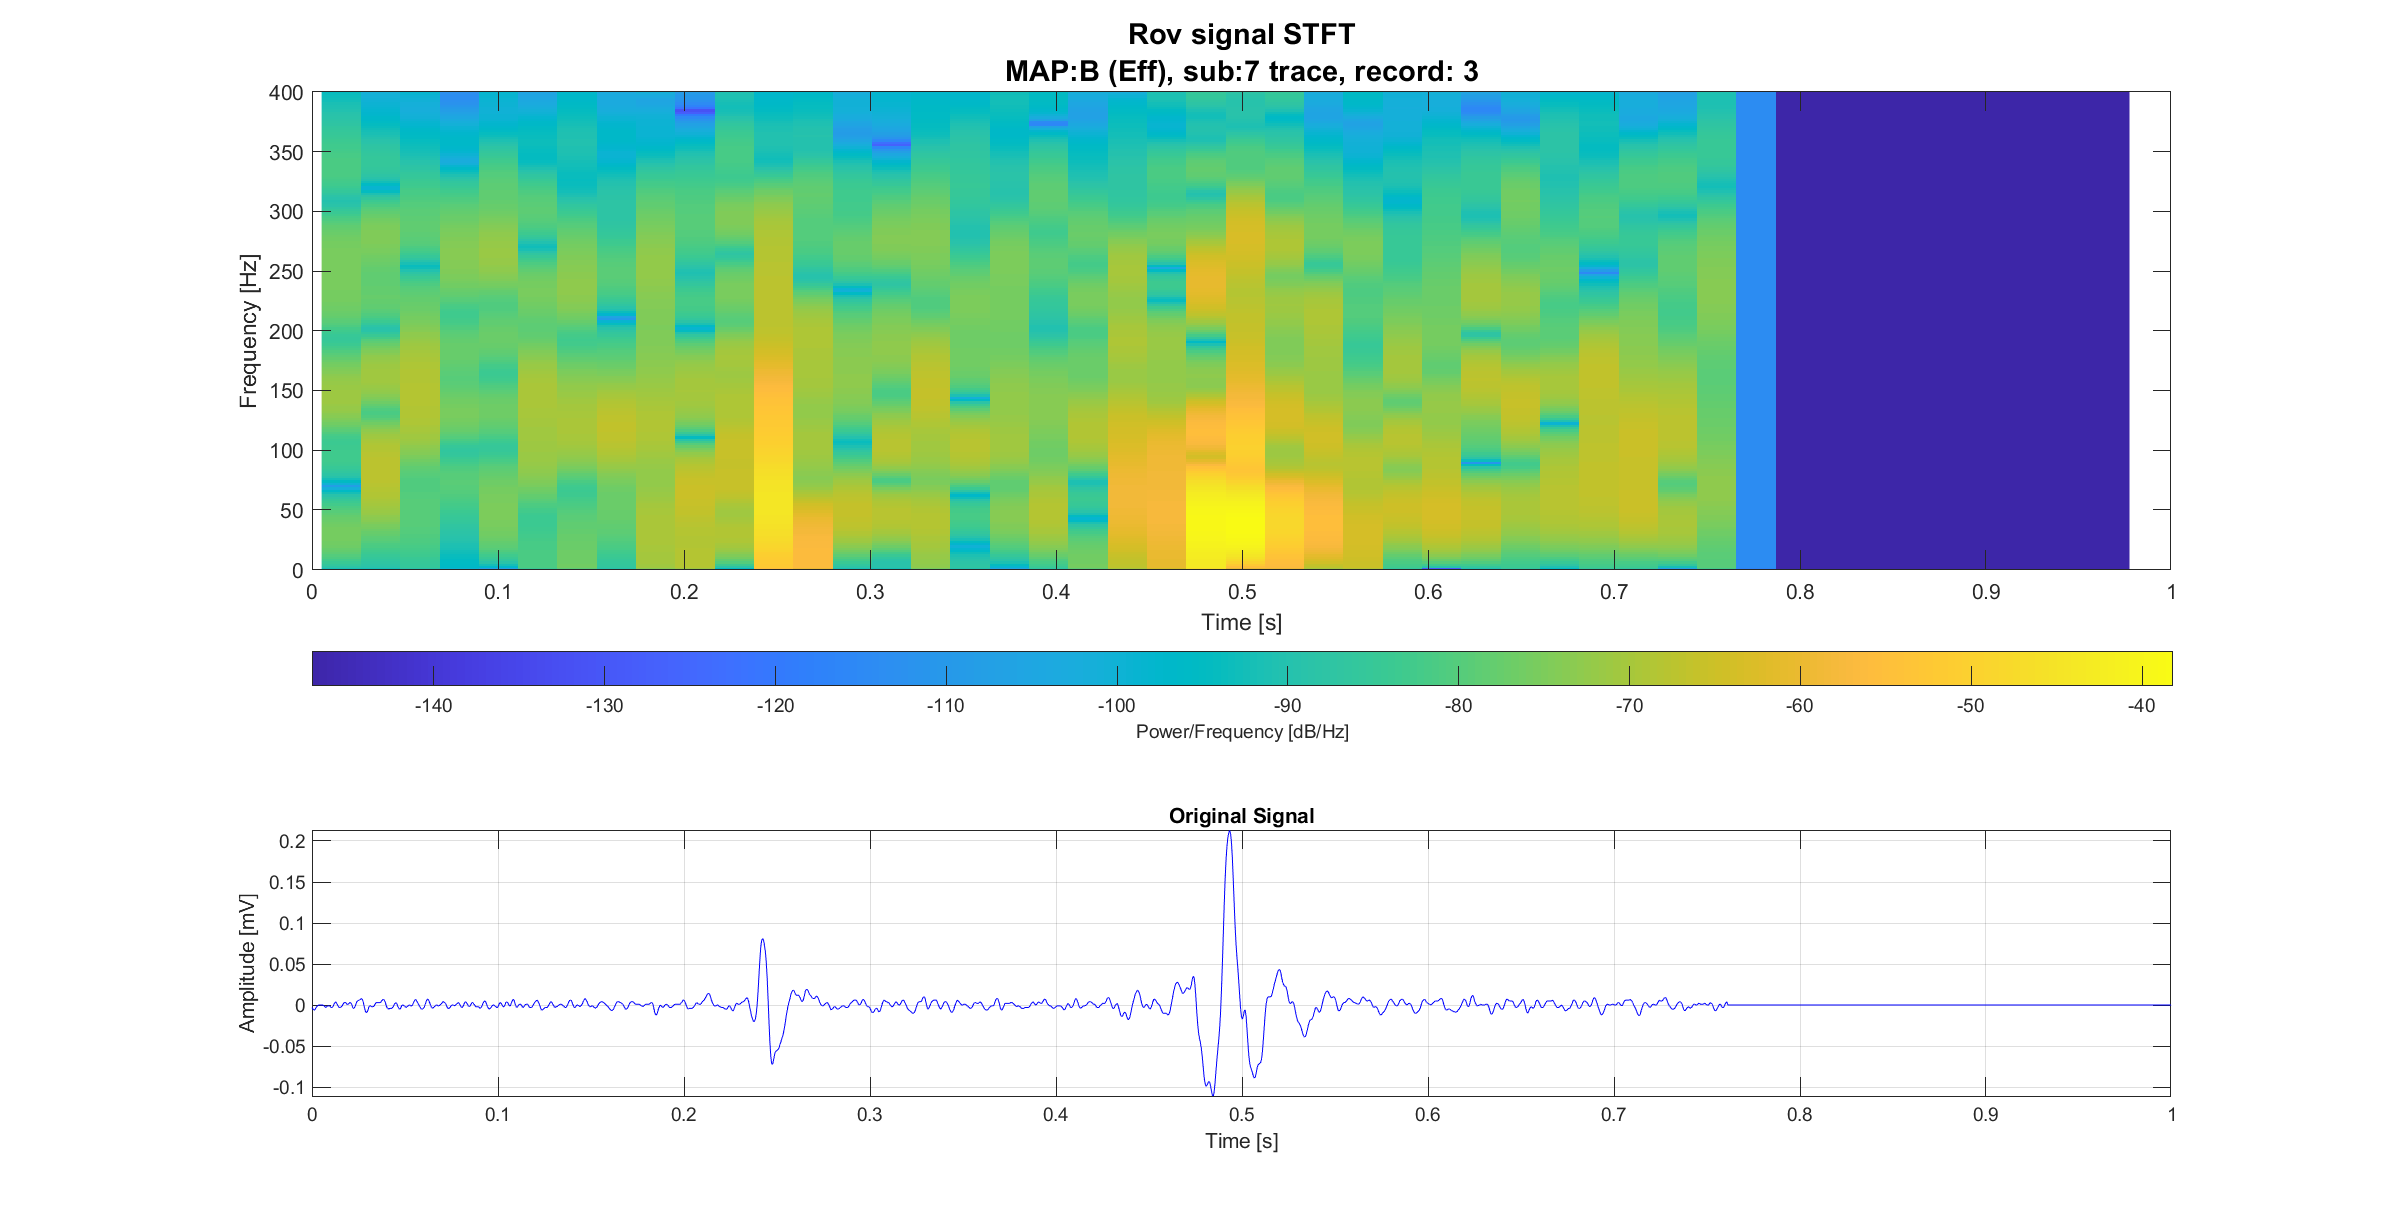 Rov signal STFT
MAP:B (Eff), sub:7 trace, record: 3
400
350
300
250
200
150
100
50
0
Frequency [Hz]
0 0.1 0.2 0.3 0.4 0.5 0.6 0.7 0.8 0.9 1
Time [s]
-140 -130 -120 -110 -100 -90 -80 -70 -60 -50 -40
Power/Frequency [dB/Hz]
Original Signal
0.2
0.15
0.1
0.05
0
-0.05
-0.1
Amplitude [mV]
0 0.1 0.2 0.3 0.4 0.5 0.6 0.7 0.8 0.9 1
Time [s]